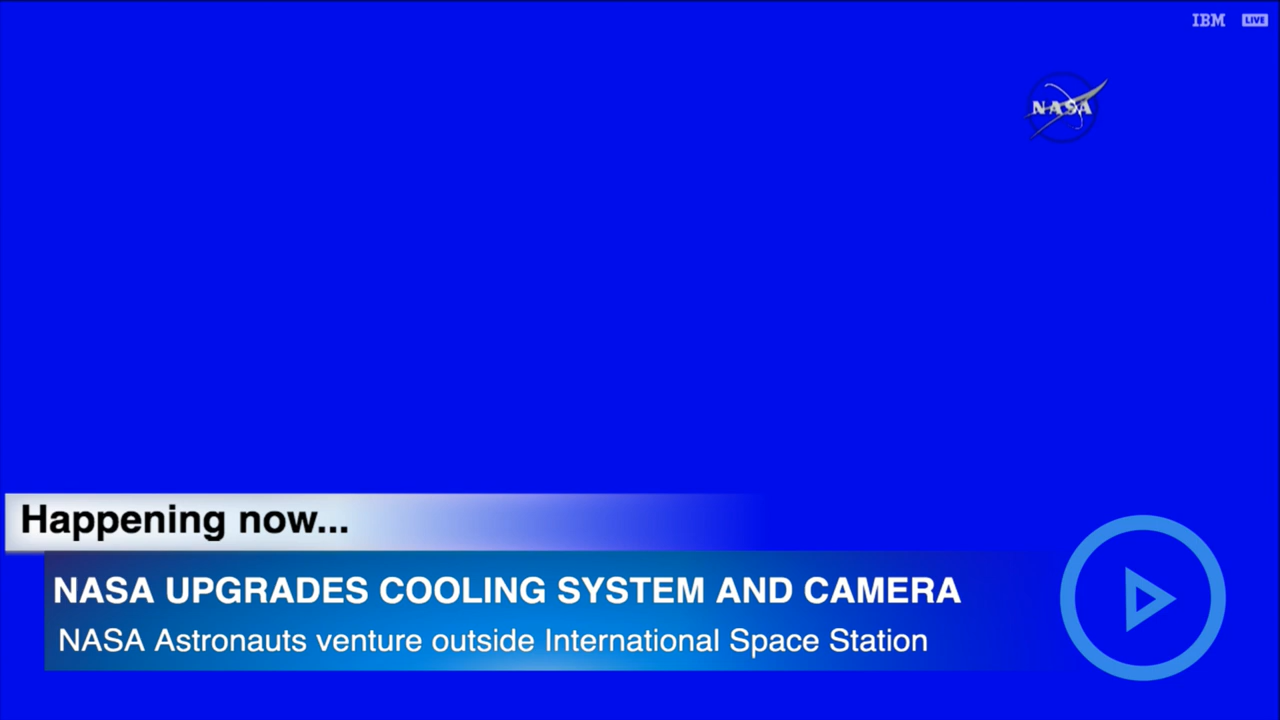 IBM LIVE
NASA
Happening now...
NASA UPGRADES COOLING SYSTEM AND CAMERA
NASA Astronauts venture outside International Space Station